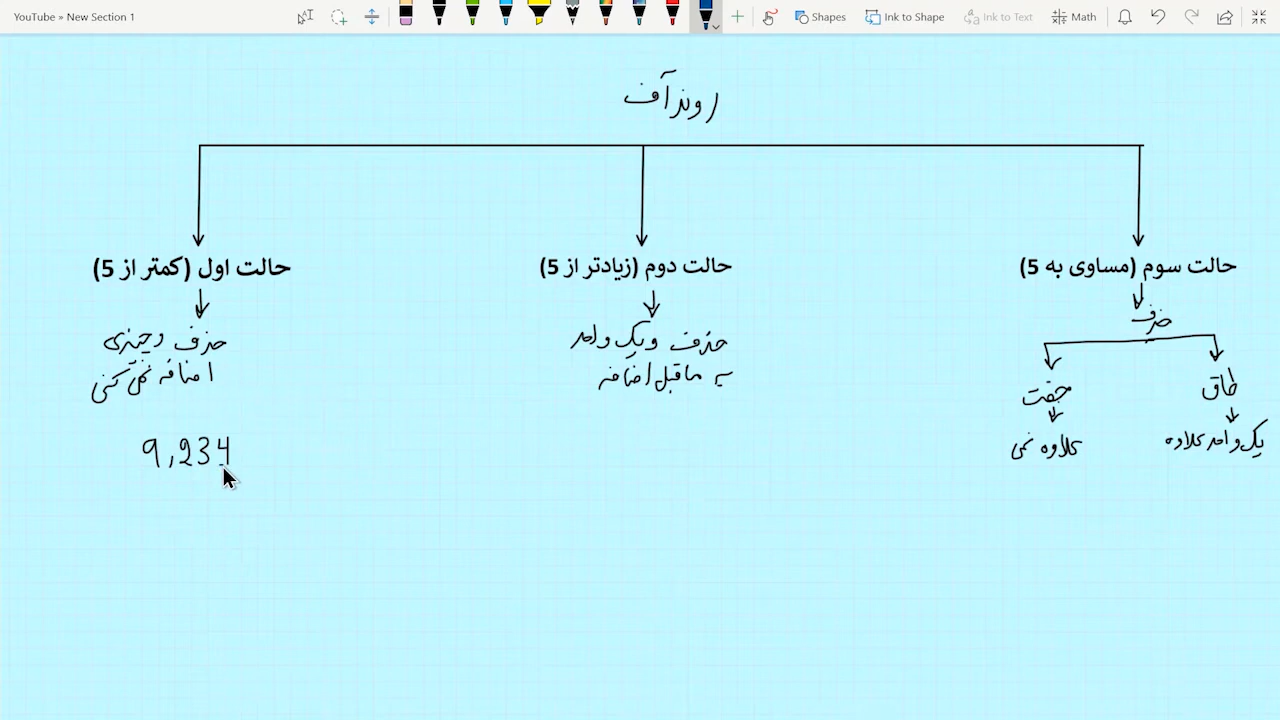 YouTube » New Section 1
Shapes
Ink to Shape
Ink to Text
Math
روند آف
حالت سوم (مساوی به 5)
حذف
طاق
یک واحد علاوه
جفت
علاوه نمی
حالت دوم (زیادتر از 5)
حذف و یک واحد
به ماقبل اضافه
حالت اول (کمتر از 5)
حذف و چیزی
اضافه نمی کنی
9,234